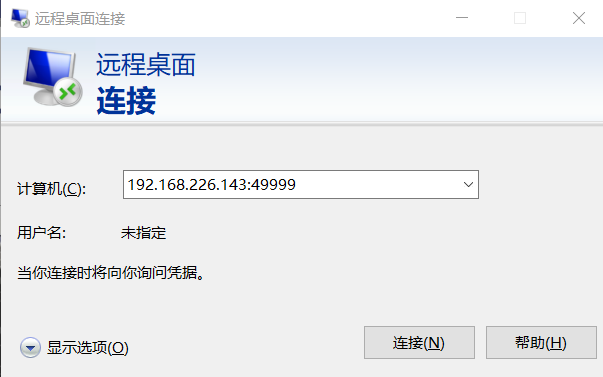 远程桌面连接
远程桌面
连接
计算机(C): 192.168.226.143:49999
用户名: 未指定
当你连接时将向你询问凭据。
显示选项(O) 连接(N) 帮助(H)